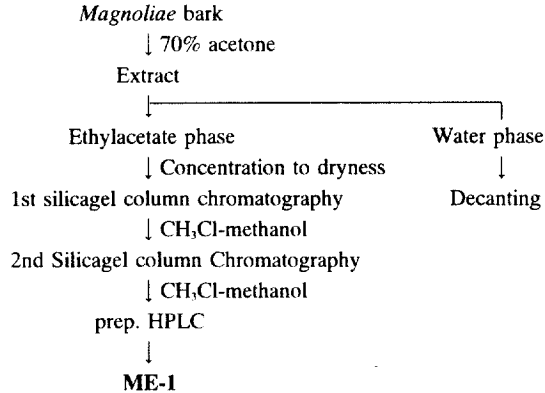 Magnoliae bark
70% acetone
Extract
Ethylacetate phase
Water phase
Concentration to dryness
1st silicagel column chromatography
Decanting
CH₃Cl-methanol
2nd Silicagel column Chromatography
CH₃Cl-methanol
prep. HPLC
ME-1